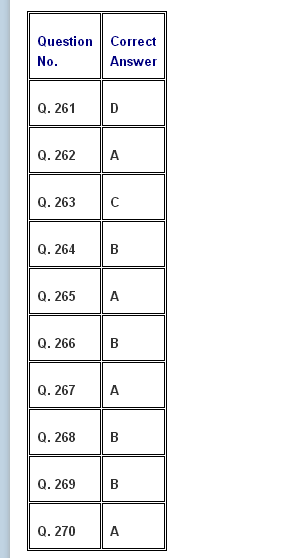 Question No. Correct Answer
Q. 261 D
Q. 262 A
Q. 263 C
Q. 264 B
Q. 265 A
Q. 266 B
Q. 267 A
Q. 268 B
Q. 269 B
Q. 270 A